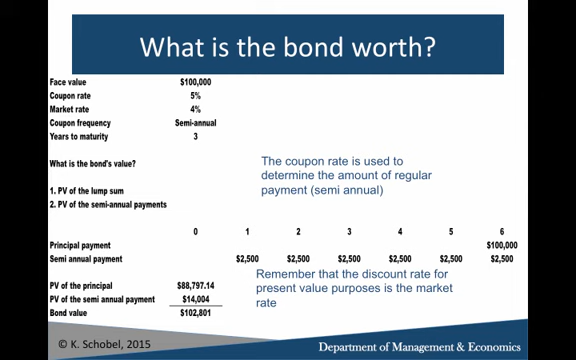 What is the bond worth?
Face value $100,000
Coupon rate 5%
Market rate 4%
Coupon frequency Semi-annual
Years to maturity 3
What is the bond's value?
The coupon rate is used to
determine the amount of regular
payment (semi annual)
1. PV of the lump sum
2. PV of the semi-annual payments
0 1 2 3 4 5 6
Principal payment $100,000
Semi annual payment $2,500 $2,500 $2,500 $2,500 $2,500 $2,500
Remember that the discount rate for
present value purposes is the market
rate
PV of the principal $88,797.14
PV of the semi annual payment $14,004
Bond value $102,801
© K. Schobel, 2015
Department of Management & Economics